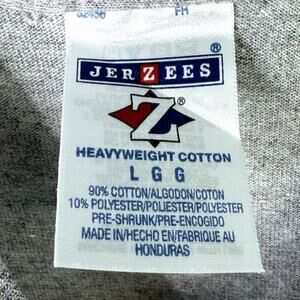 FH
JERZEES®
Z®
HEAVYWEIGHT COTTON
L G G
90% COTTON/ALGODON/COTON
10% POLYESTER/POLIESTER/POLYESTER
PRE-SHRUNK/PRE-ENCOGIDO
MADE IN/HECHO EN/FABRIQUE AU
HONDURAS